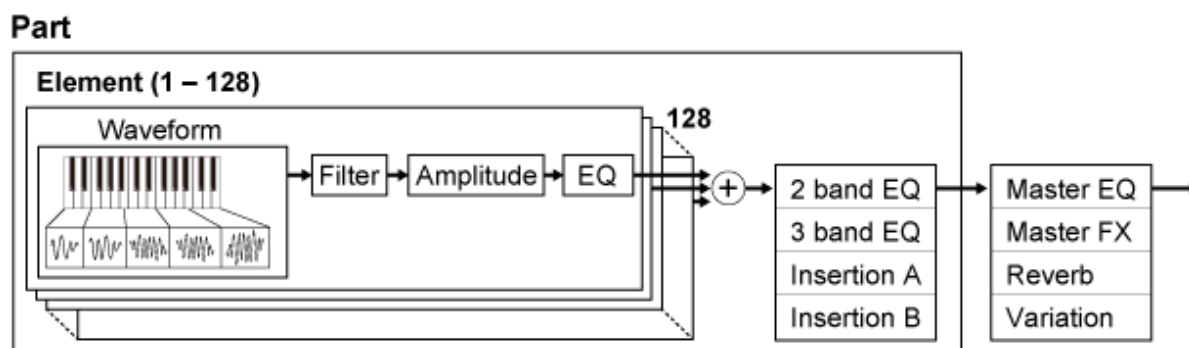 Part
Element (1 – 128)
128
Waveform
Filter
Amplitude
EQ
+
2 band EQ
3 band EQ
Insertion A
Insertion B
Master EQ
Master FX
Reverb
Variation